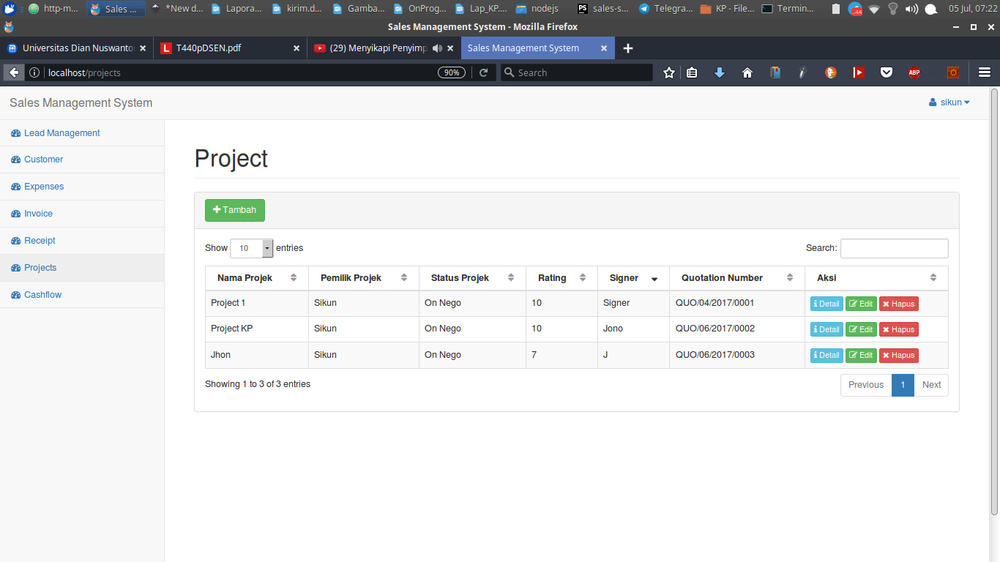 http-m... Sales ... *New d... Lapora... kirim.d... Gamba... OnProg... Lap_KP.... nodejs PS sales-s... Telegra... KP - File... Termin... 44 05 Jul, 07:22
Sales Management System - Mozilla Firefox
Universitas Dian Nuswanto T440pDSEN.pdf (29) Menyikapi Penyimp Sales Management System
localhost/projects 90% Search ABP
Sales Management System sikun
Lead Management
Customer
Expenses
Invoice
Receipt
Projects
Cashflow
Project
Tambah
Show 10 entries Search:
Nama Projek Pemilik Projek Status Projek Rating Signer Quotation Number Aksi
Project 1 Sikun On Nego 10 Signer QUO/04/2017/0001 Detail Edit Hapus
Project KP Sikun On Nego 10 Jono QUO/06/2017/0002 Detail Edit Hapus
Jhon Sikun On Nego 7 J QUO/06/2017/0003 Detail Edit Hapus
Showing 1 to 3 of 3 entries Previous 1 Next